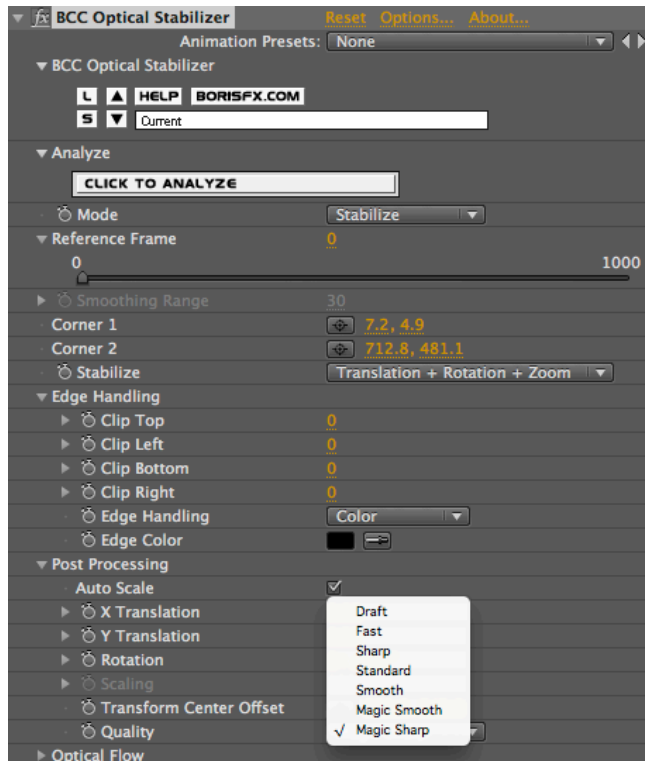 fx BCC Optical Stabilizer Reset Options... About...
Animation Presets: None
BCC Optical Stabilizer
L HELP BORISFX.COM
S Current
Analyze
CLICK TO ANALYZE
Mode Stabilize
Reference Frame 0
0 1000
Smoothing Range 30
Corner 1 7.2, 4.9
Corner 2 712.8, 481.1
Stabilize Translation + Rotation + Zoom
Edge Handling
Clip Top 0
Clip Left 0
Clip Bottom 0
Clip Right 0
Edge Handling Color
Edge Color
Post Processing
Auto Scale
X Translation Draft
Fast
Y Translation Sharp
Rotation Standard
Scaling Smooth
Transform Center Offset Magic Smooth
Quality √ Magic Sharp
Optical Flow